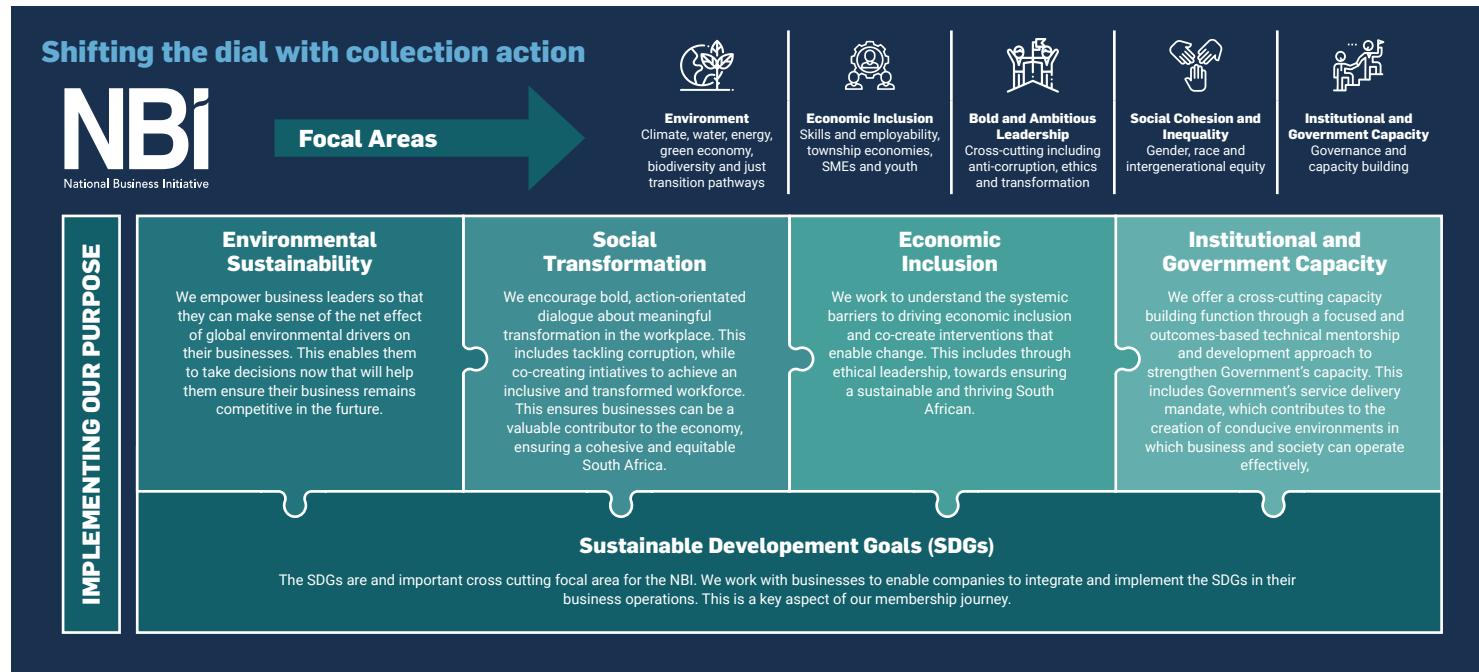 Shifting the dial with collection action
NBi
National Business Initiative
Focal Areas
Environment
Climate, water, energy,
green economy,
biodiversity and just
transition pathways
Economic Inclusion
Skills and employability,
township economies,
SMEs and youth
Bold and Ambitious
Leadership
Cross-cutting including
anti-corruption, ethics
and transformation
Social Cohesion and
Inequality
Gender, race and
intergenerational equity
Institutional and
Government Capacity
Governance and
capacity building
IMPLEMENTING OUR PURPOSE
Environmental
Sustainability
We empower business leaders so that
they can make sense of the net effect
of global environmental drivers on
their businesses. This enables them
to take decisions now that will help
them ensure their business remains
competitive in the furture.
Social
Transformation
We encourage bold, action-orientated
dialogue about meaningful
transformation in the workplace. This
includes tackling corruption, while
co-creating intiatives to achieve an
inclusive and transformed workforce.
This ensures businesses can be a
valuable contributor to the economy,
ensuring a cohesive and equitable
South Africa.
Economic
Inclusion
We work to understand the systemic
barriers to driving economic inclusion
and co-create interventions that
enable change. This includes through
ethical leadership, towards ensuring
a sustainable and thriving South
African.
Institutional and
Government Capacity
We offer a cross-cutting capacity
building function through a focused and
outcomes-based technical mentorship
and development approach to
strengthen Government's capacity. This
includes Government's service delivery
mandate, which contributes to the
creation of conducive environments in
which business and society can operate
effectively,
Sustainable Developement Goals (SDGs)
The SDGs are and important cross cutting focal area for the NBI. We work with businesses to enable companies to integrate and implement the SDGs in their
business operations. This is a key aspect of our membership journey.